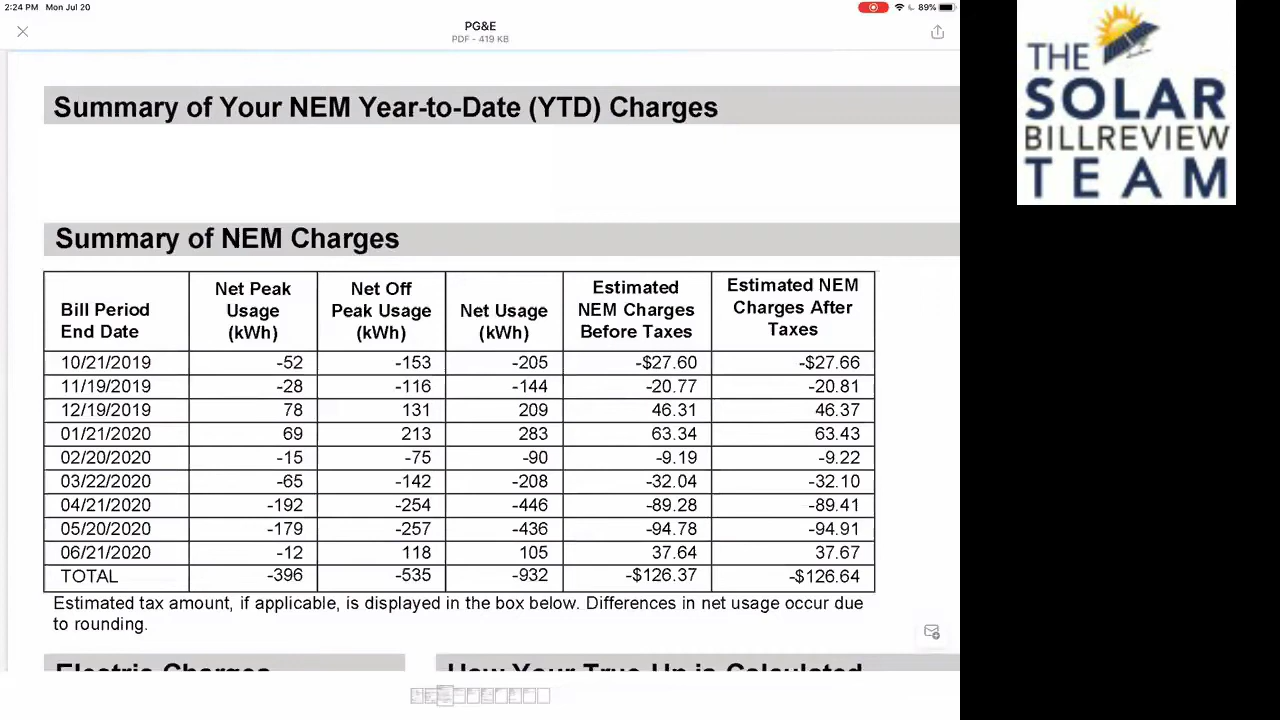 2:24 PM Mon Jul 20
89%
PG&E
PDF - 419 KB
THE
SOLAR
BILLREVIEW
TEAM
Summary of Your NEM Year-to-Date (YTD) Charges
Summary of NEM Charges
Bill Period End Date | Net Peak Usage (kWh) | Net Off Peak Usage (kWh) | Net Usage (kWh) | Estimated NEM Charges Before Taxes | Estimated NEM Charges After Taxes
10/21/2019 -52 -153 -205 -$27.60 -$27.66
11/19/2019 -28 -116 -144 -20.77 -20.81
12/19/2019 78 131 209 46.31 46.37
01/21/2020 69 213 283 63.34 63.43
02/20/2020 -15 -75 -90 -9.19 -9.22
03/22/2020 -65 -142 -208 -32.04 -32.10
04/21/2020 -192 -254 -446 -89.28 -89.41
05/20/2020 -179 -257 -436 -94.78 -94.91
06/21/2020 -12 118 105 37.64 37.67
TOTAL -396 -535 -932 -$126.37 -$126.64
Estimated tax amount, if applicable, is displayed in the box below. Differences in net usage occur due
to rounding.
Electric Charges
How Your True-Up is Calculated